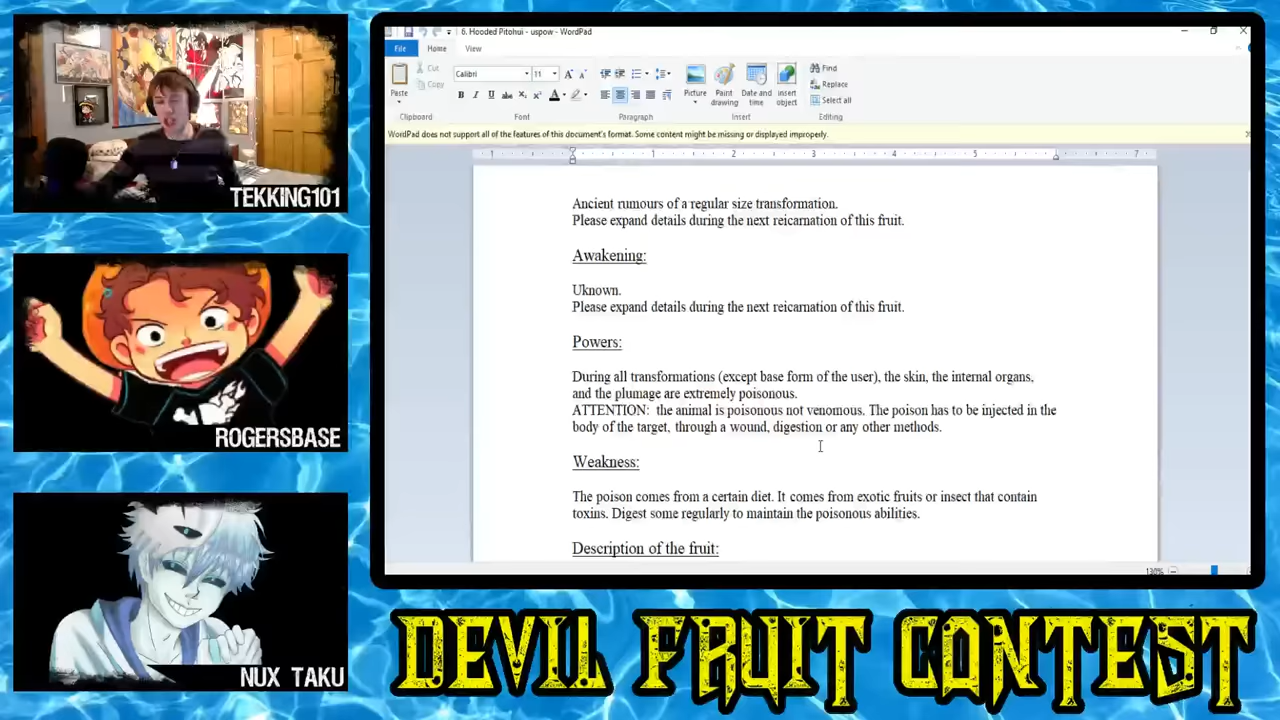 TEKKING101
ROGERSBASE
NUX TAKU
6. Hooded Pitohui - uspow - WordPad
File
Home
View
Paste
Cut
Copy
Calibri
11
Font
Paragraph
Picture
Paint drawing
Date and time
Insert object
Insert
Find
Replace
Select all
Editing
WordPad does not support all of the features of this document's format. Some content might be missing or displayed improperly.
1 1 2 3 4 5 7
Ancient rumours of a regular size transformation.
Please expand details during the next reicarnation of this fruit.
Awakening:
Uknown.
Please expand details during the next reicarnation of this fruit.
Powers:
During all transformations (except base form of the user), the skin, the internal organs,
and the plumage are extremely poisonous.
ATTENTION: the animal is poisonous not venomous. The poison has to be injected in the
body of the target, through a wound, digestion or any other methods.
Weakness:
The poison comes from a certain diet. It comes from exotic fruits or insect that contain
toxins. Digest some regularly to maintain the poisonous abilities.
Description of the fruit:
130%
DEVIL FRUIT CONTEST